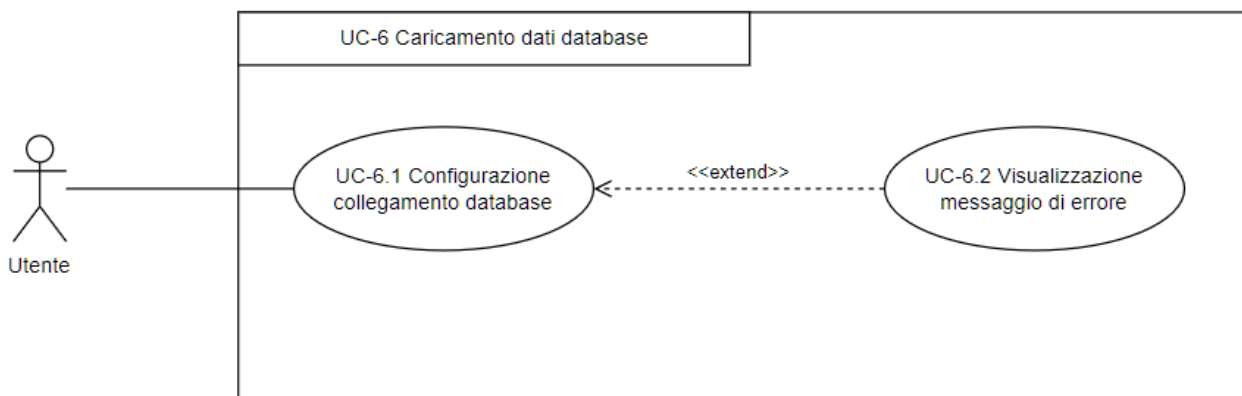 UC-6 Caricamento dati database
UC-6.1 Configurazione
collegamento database
<<extend>>
UC-6.2 Visualizzazione
messaggio di errore
Utente